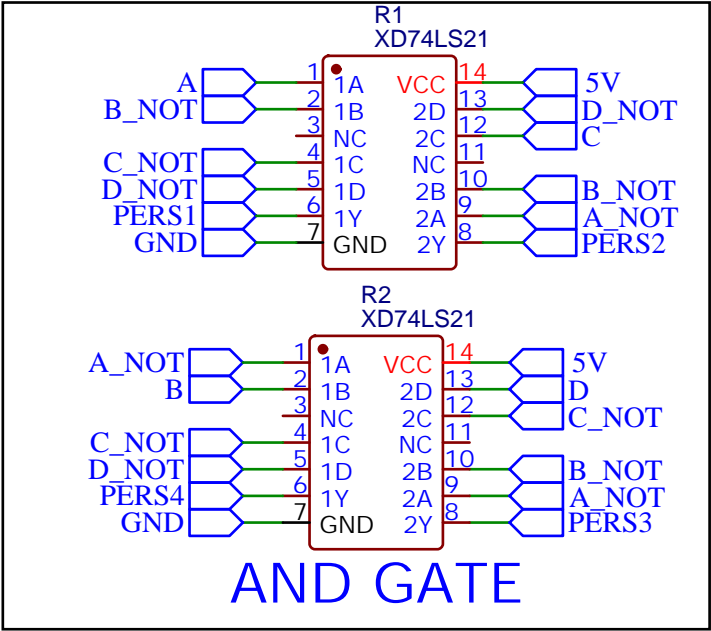 R1
XD74LS21
A 1 1A VCC 14 5V
B_NOT 2 1B 2D 13 D_NOT
3 NC 2C 12 C
C_NOT 4 1C NC 11
D_NOT 5 1D 2B 10 B_NOT
PERS1 6 1Y 2A 9 A_NOT
GND 7 GND 2Y 8 PERS2
R2
XD74LS21
A_NOT 1 1A VCC 14 5V
B 2 1B 2D 13 D
3 NC 2C 12 C_NOT
C_NOT 4 1C NC 11
D_NOT 5 1D 2B 10 B_NOT
PERS4 6 1Y 2A 9 A_NOT
GND 7 GND 2Y 8 PERS3
AND GATE